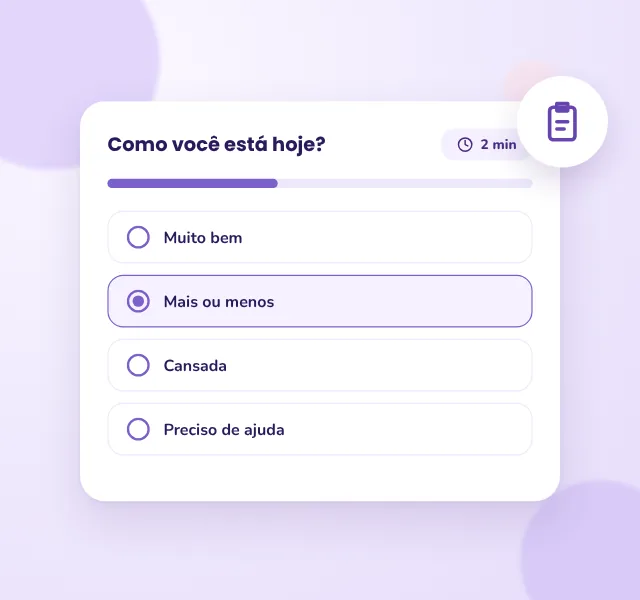 Como você está hoje?
2 min
Muito bem
Mais ou menos
Cansada
Preciso de ajuda